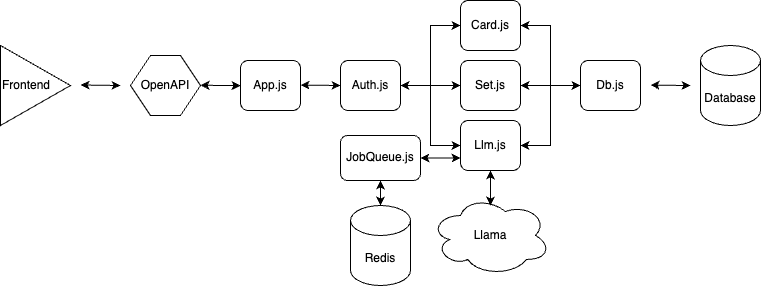 Card.js
Frontend
OpenAPI
App.js
Auth.js
Set.js
Db.js
Database
Llm.js
JobQueue.js
Llama
Redis